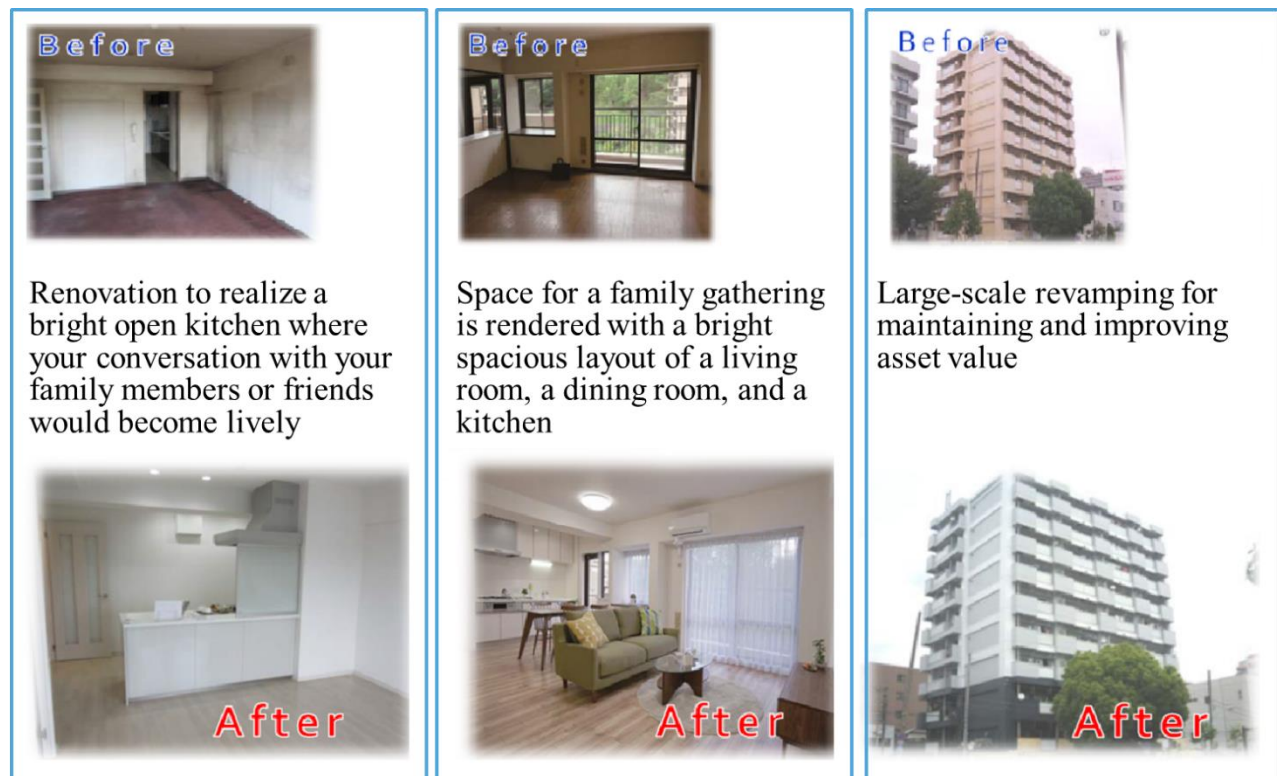 Before
Renovation to realize a
bright open kitchen where
your conversation with your
family members or friends
would become lively
After
Before
Space for a family gathering
is rendered with a bright
spacious layout of a living
room, a dining room, and a
kitchen
After
Before
Large-scale revamping for
maintaining and improving
asset value
After